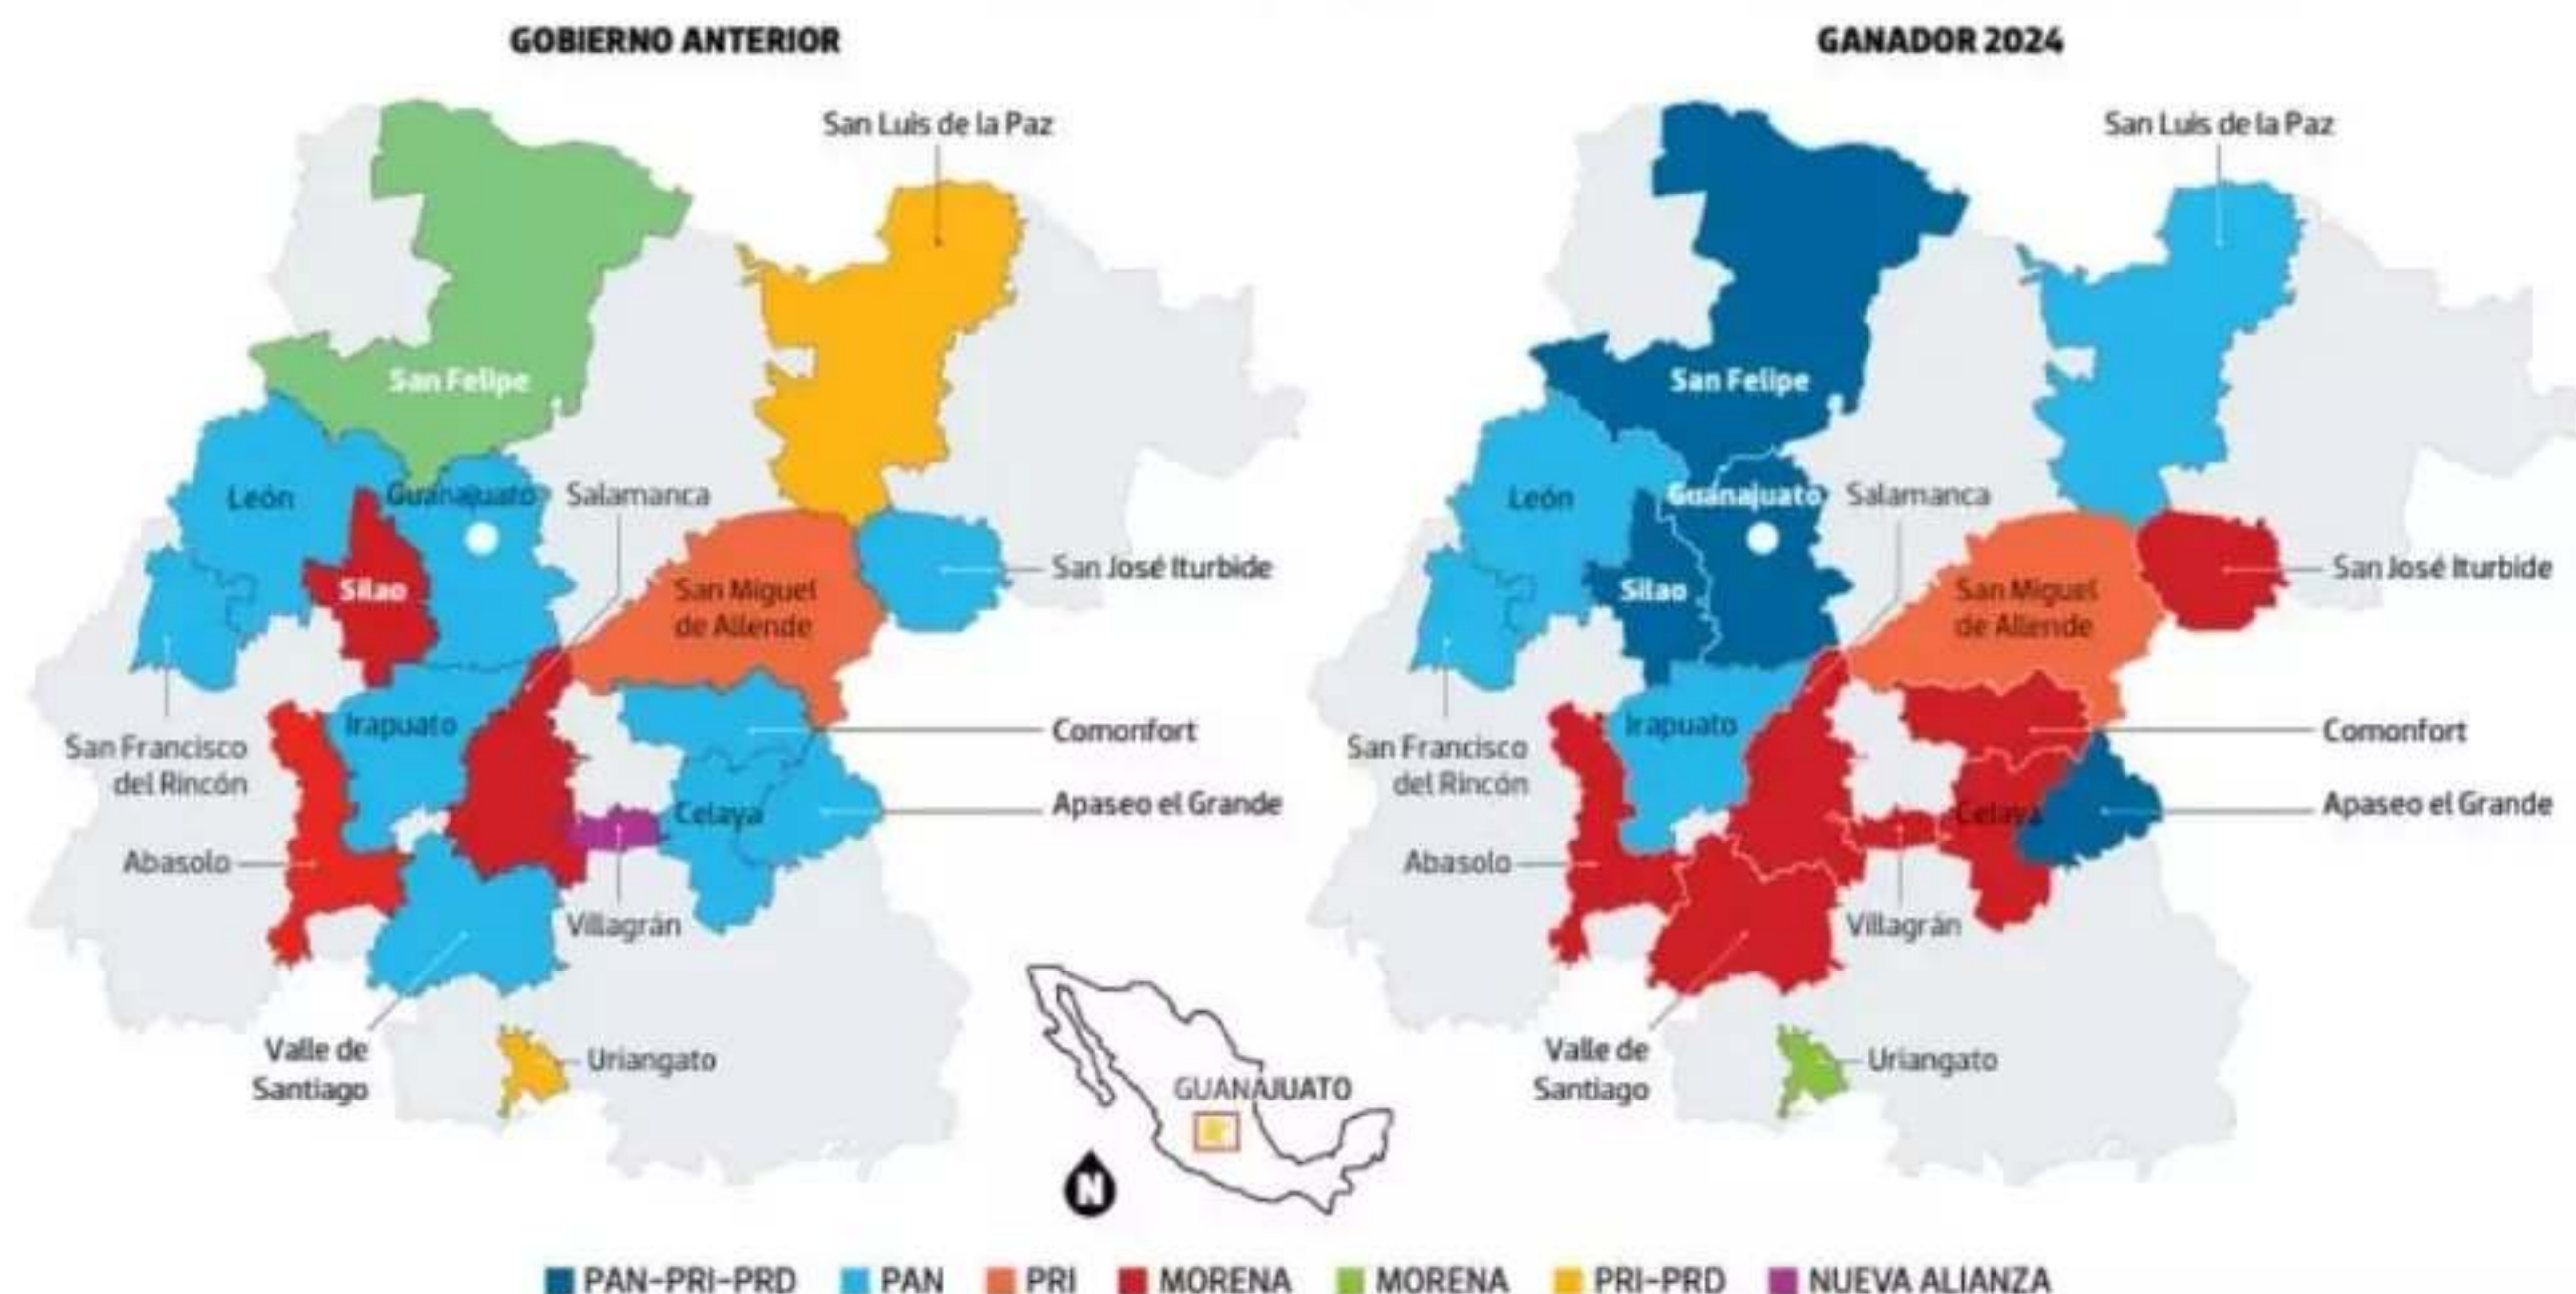 GOBIERNO ANTERIOR
San Luis de la Paz
San Felipe
León
Guanajuato
Salamanca
Silao
San Miguel
de Allende
San José Iturbide
San Francisco
del Rincón
Irapuato
Comonfort
Celaya
Apaseo el Grande
Abasolo
Villagrán
Valle de
Santiago
Uriangato
GANADOR 2024
San Luis de la Paz
San Felipe
León
Guanajuato
Salamanca
Silao
San Miguel
de Allende
San José Iturbide
San Francisco
del Rincón
Irapuato
Comonfort
Celaya
Apaseo el Grande
Abasolo
Villagrán
Valle de
Santiago
Uriangato
GUANAJUATO
N
PAN-PRI-PRD
PAN
PRI
MORENA
MORENA
PRI-PRD
NUEVA ALIANZA